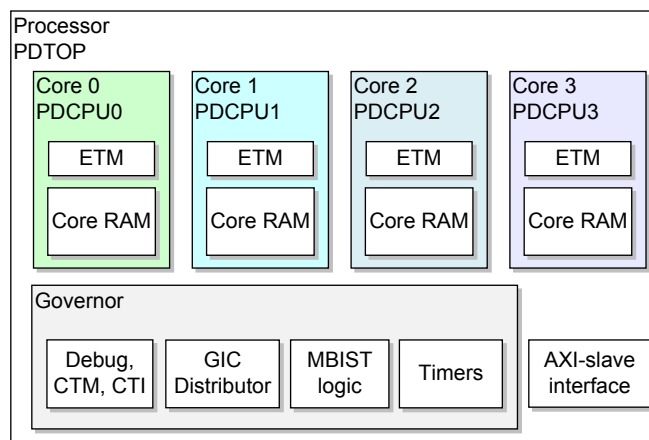 Processor
PDTOP
Core 0
PDCPU0
ETM
Core RAM
Core 1
PDCPU1
ETM
Core RAM
Core 2
PDCPU2
ETM
Core RAM
Core 3
PDCPU3
ETM
Core RAM
Governor
Debug,
CTM, CTI
GIC
Distributor
MBIST
logic
Timers
AXI-slave
interface